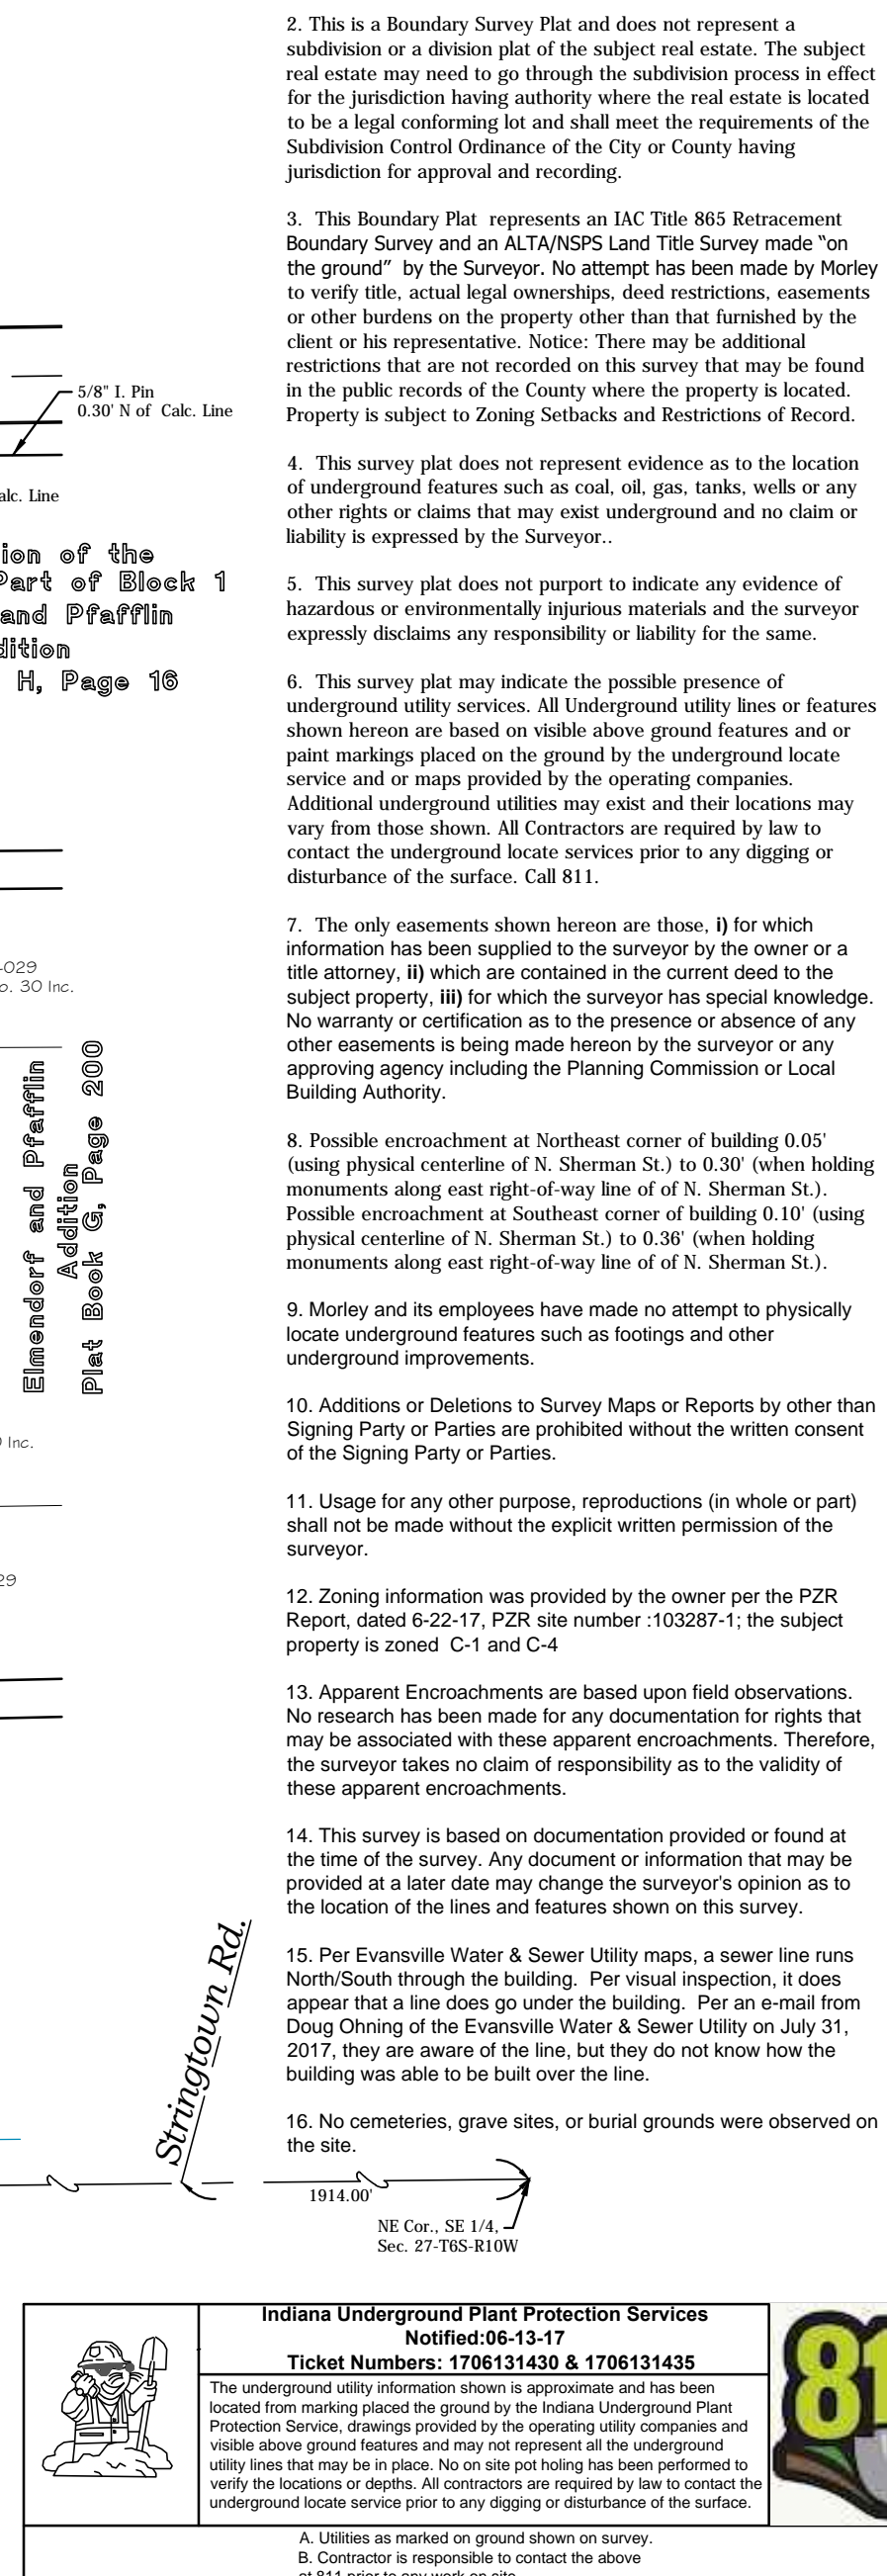 2. This is a Boundary Survey Plat and does not represent a
subdivision or a division plat of the subject real estate. The subject
real estate may need to go through the subdivision process in effect
for the jurisdiction having authority where the real estate is located
to be a legal conforming lot and shall meet the requirements of the
Subdivision Control Ordinance of the City or County having
jurisdiction for approval and recording.
3. This Boundary Plat represents an IAC Title 865 Retracement
Boundary Survey and an ALTA/NSPS Land Title Survey made “on
the ground” by the Surveyor. No attempt has been made by Morley
to verify title, actual legal ownerships, deed restrictions, easements
or other burdens on the property other than that furnished by the
client or his representative. Notice: There may be additional
restrictions that are not recorded on this survey that may be found
in the public records of the County where the property is located.
Property is subject to Zoning Setbacks and Restrictions of Record.
4. This survey plat does not represent evidence as to the location
of underground features such as coal, oil, gas, tanks, wells or any
other rights or claims that may exist underground and no claim or
liability is expressed by the Surveyor..
5. This survey plat does not purport to indicate any evidence of
hazardous or environmentally injurious materials and the surveyor
expressly disclaims any responsibility or liability for the same.
6. This survey plat may indicate the possible presence of
underground utility services. All Underground utility lines or features
shown hereon are based on visible above ground features and or
paint markings placed on the ground by the underground locate
service and or maps provided by the operating companies.
Additional underground utilities may exist and their locations may
vary from those shown. All Contractors are required by law to
contact the underground locate services prior to any digging or
disturbance of the surface. Call 811.
7. The only easements shown hereon are those, i) for which
information has been supplied to the surveyor by the owner or a
title attorney, ii) which are contained in the current deed to the
subject property, iii) for which the surveyor has special knowledge.
No warranty or certification as to the presence or absence of any
other easements is being made hereon by the surveyor or any
approving agency including the Planning Commission or Local
Building Authority.
8. Possible encroachment at Northeast corner of building 0.05'
(using physical centerline of N. Sherman St.) to 0.30' (when holding
monuments along east right-of-way line of of N. Sherman St.).
Possible encroachment at Southeast corner of building 0.10' (using
physical centerline of N. Sherman St.) to 0.36' (when holding
monuments along east right-of-way line of of N. Sherman St.).
9. Morley and its employees have made no attempt to physically
locate underground features such as footings and other
underground improvements.
10. Additions or Deletions to Survey Maps or Reports by other than
Signing Party or Parties are prohibited without the written consent
of the Signing Party or Parties.
11. Usage for any other purpose, reproductions (in whole or part)
shall not be made without the explicit written permission of the
surveyor.
12. Zoning information was provided by the owner per the PZR
Report, dated 6-22-17, PZR site number :103287-1; the subject
property is zoned C-1 and C-4
13. Apparent Encroachments are based upon field observations.
No research has been made for any documentation for rights that
may be associated with these apparent encroachments. Therefore,
the surveyor takes no claim of responsibility as to the validity of
these apparent encroachments.
14. This survey is based on documentation provided or found at
the time of the survey. Any document or information that may be
provided at a later date may change the surveyor's opinion as to
the location of the lines and features shown on this survey.
15. Per Evansville Water & Sewer Utility maps, a sewer line runs
North/South through the building. Per visual inspection, it does
appear that a line does go under the building. Per an e-mail from
Doug Ohning of the Evansville Water & Sewer Utility on July 31,
2017, they are aware of the line, but they do not know how the
building was able to be built over the line.
16. No cemeteries, grave sites, or burial grounds were observed on
the site.
5/8" I. Pin
0.30' N of Calc. Line
alc. Line
ion of the
Part of Block 1
and Pfafflin
dition
H, Page 16
-029
o. 30 Inc.
Elmendorf and Pfafflin
Addition
Plat Book G, Page 200
Inc.
29
Stringtown Rd.
1914.00'
NE Cor., SE 1/4,
Sec. 27-T6S-R10W
Indiana Underground Plant Protection Services
Notified:06-13-17
Ticket Numbers: 1706131430 & 1706131435
The underground utility information shown is approximate and has been
located from marking placed the ground by the Indiana Underground Plant
Protection Service, drawings provided by the operating utility companies and
visible above ground features and may not represent all the underground
utility lines that may be in place. No on site pot holing has been performed to
verify the locations or depths. All contractors are required by law to contact the
underground locate service prior to any digging or disturbance of the surface.
81
A. Utilities as marked on ground shown on survey.
B. Contractor is responsible to contact the above
at 811 prior to any work on site.